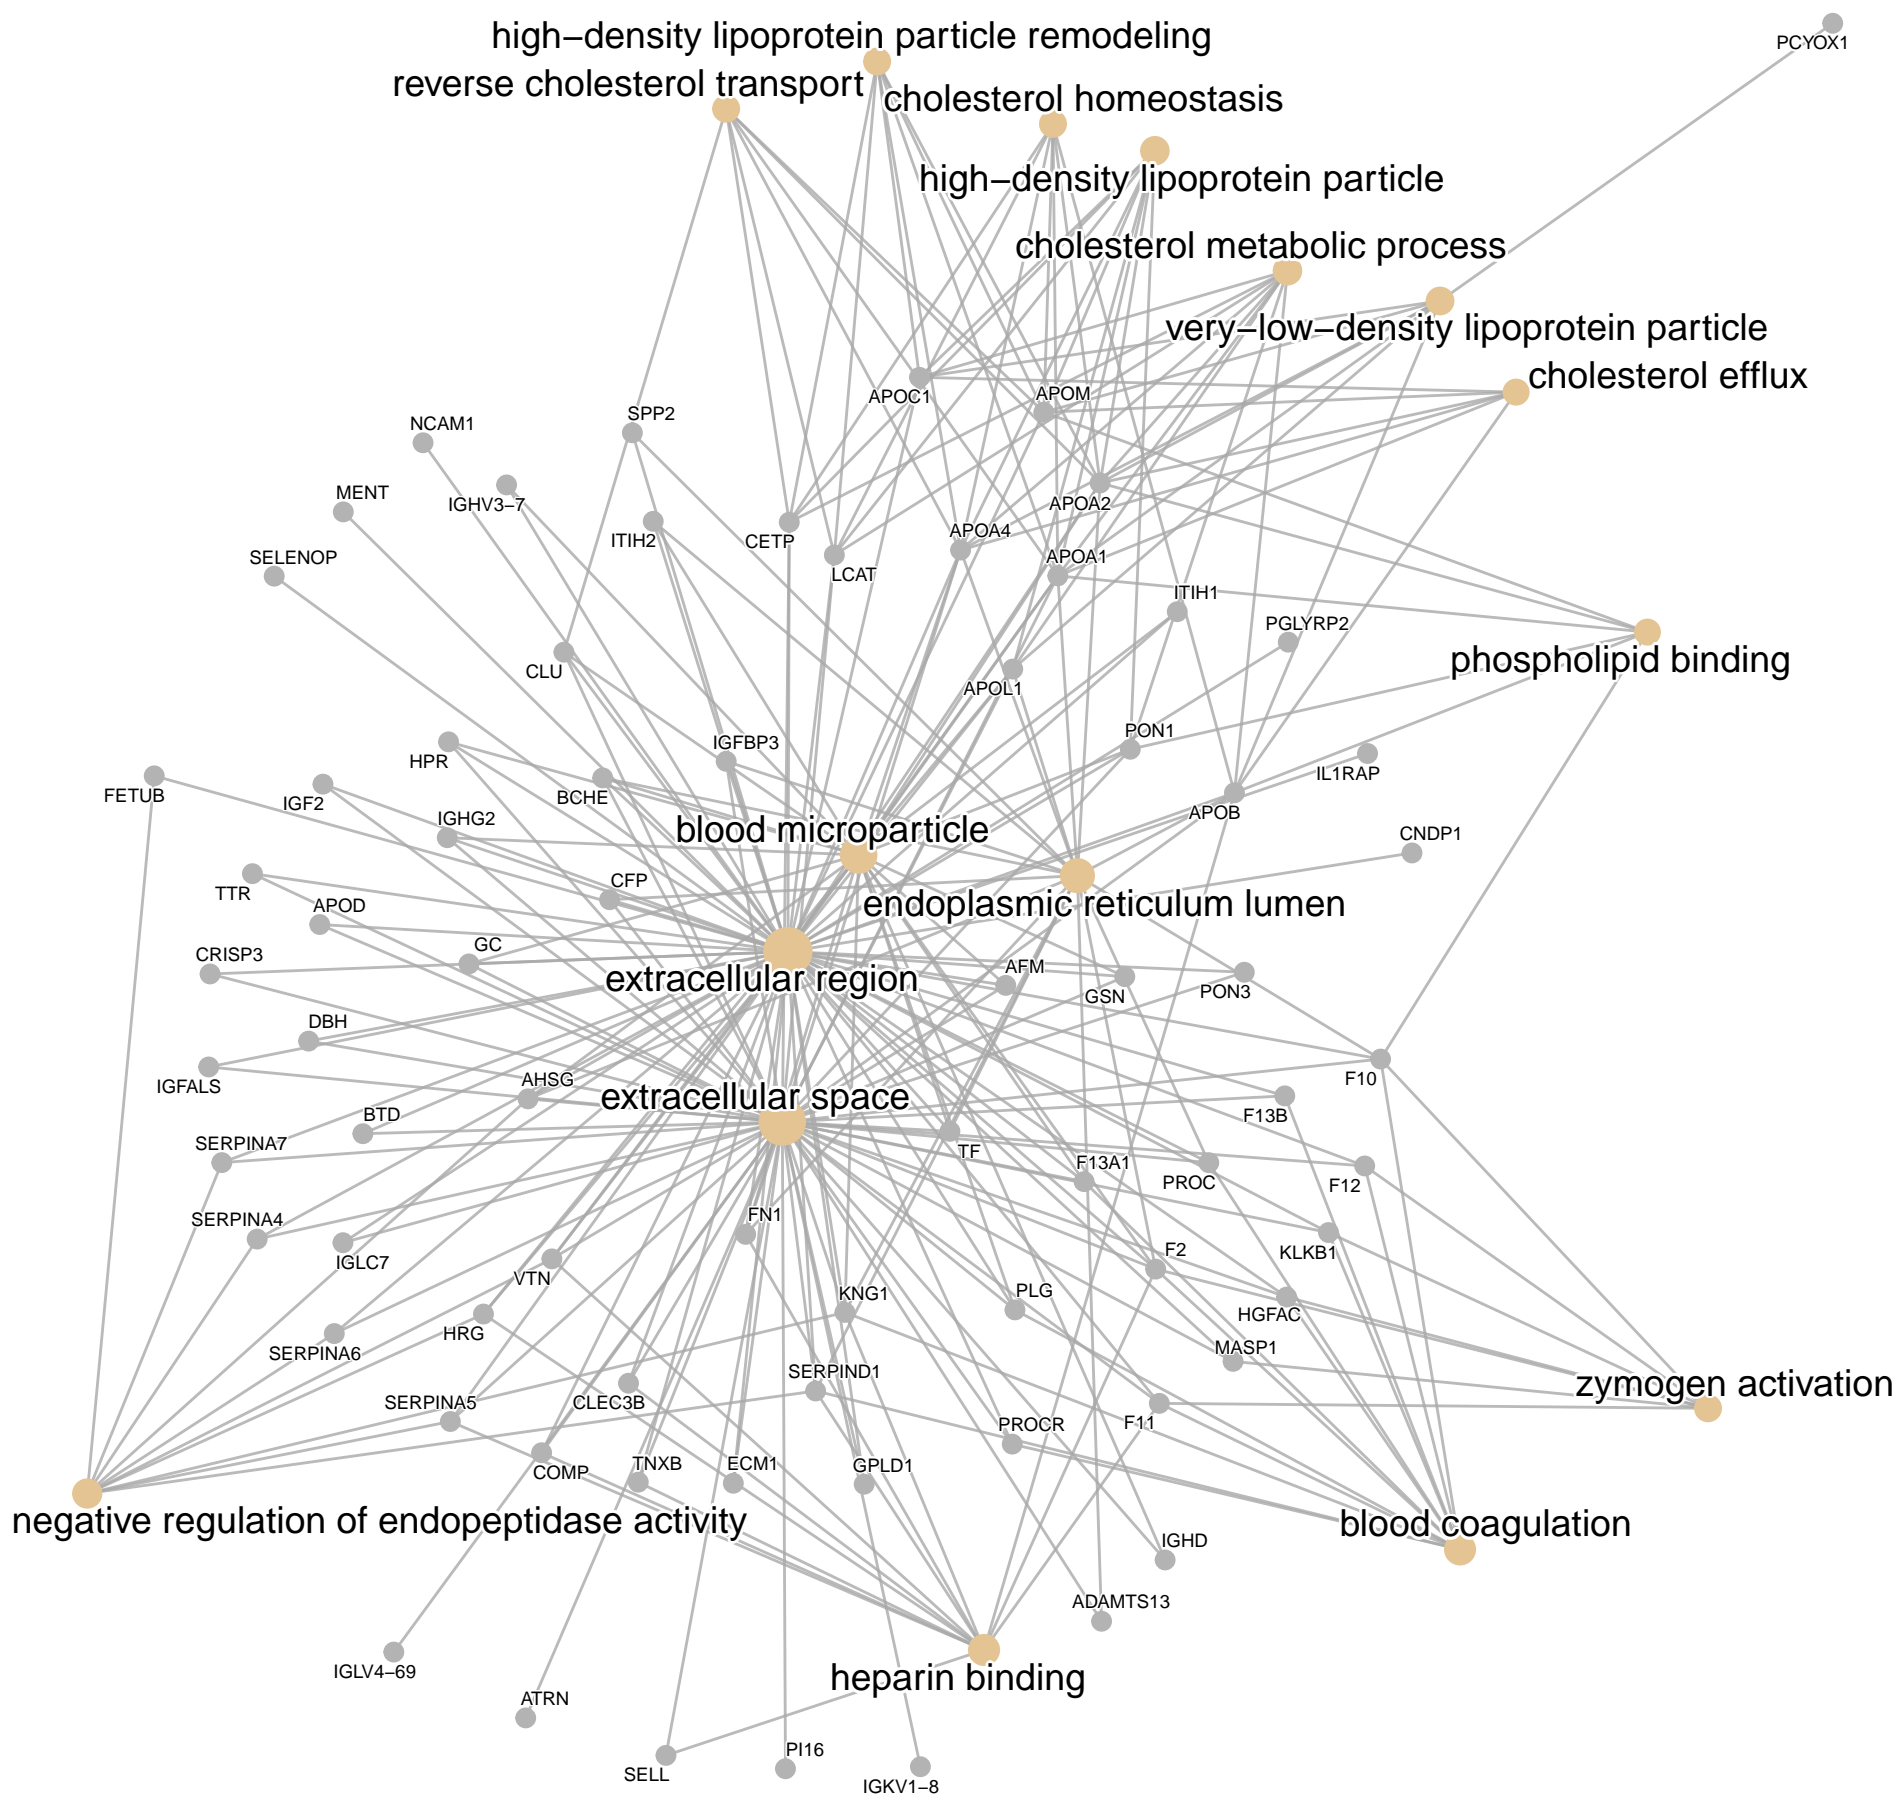 high−density lipoprotein particle remodeling
PCYOX1
reverse cholesterol transport
cholesterol homeostasis
high−density lipoprotein particle
cholesterol metabolic process
very−low−density lipoprotein particle
cholesterol efflux
APOC1
APOM
SPP2
NCAM1
MENT
IGHV3−7
APOA2
ITIH2
CETP
APOA4
SELENOP
LCAT
APOA1
ITIH1
PGLYRP2
phospholipid binding
CLU
APOL1
PON1
IGFBP3
HPR
IL1RAP
FETUB
IGF2
BCHE
APOB
IGHG2
blood microparticle
CNDP1
CFP
TTR
APOD
endoplasmic reticulum lumen
GC
CRISP3
extracellular region
AFM
GSN
PON3
DBH
IGFALS
AHSG
extracellular space
F10
BTD
F13B
SERPINA7
TF
F13A1
PROC
F12
SERPINA4
FN1
IGLC7
VTN
F2
KLKB1
KNG1
PLG
HGFAC
HRG
SERPINA6
MASP1
SERPIND1
zymogen activation
SERPINA5
CLEC3B
PROCR
F11
COMP
TNXB
ECM1
GPLD1
negative regulation of endopeptidase activity
blood coagulation
IGHD
ADAMTS13
IGLV4−69
heparin binding
ATRN
PI16
SELL
IGKV1−8